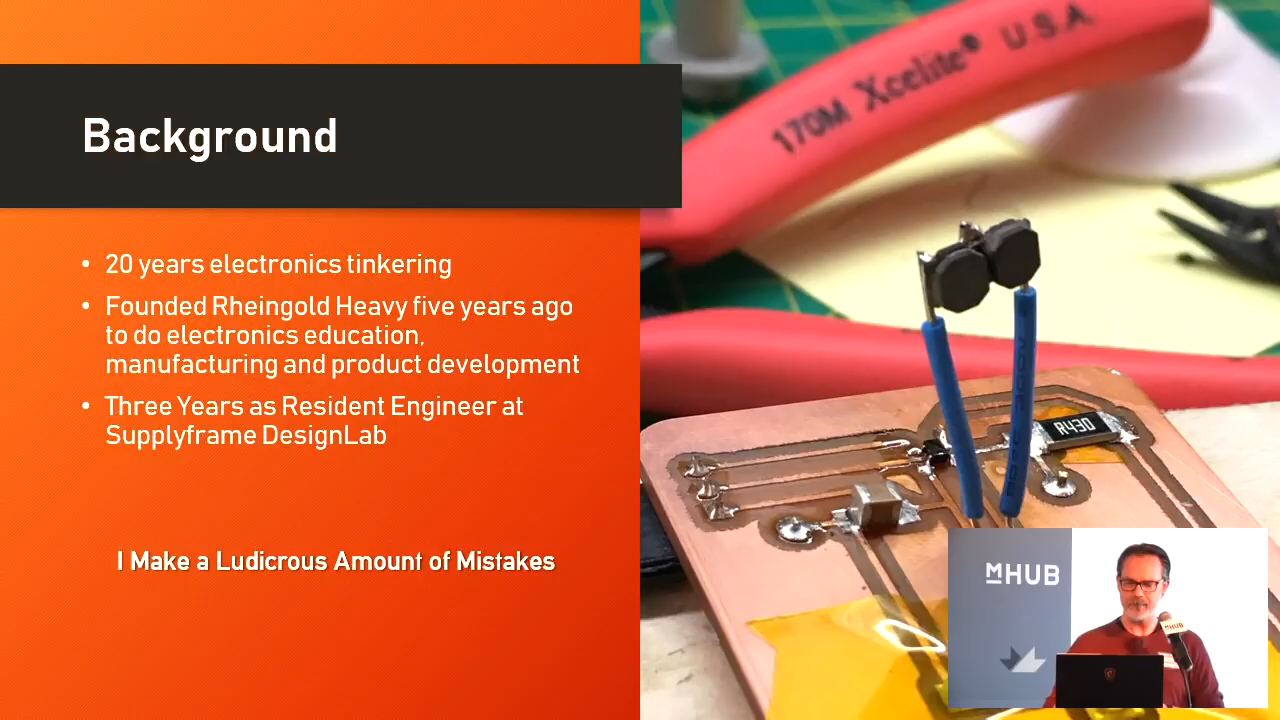 Background
• 20 years electronics tinkering
• Founded Rheingold Heavy five years ago
to do electronics education,
manufacturing and product development
• Three Years as Resident Engineer at
Supplyframe DesignLab
I Make a Ludicrous Amount of Mistakes
170M Xcelite® U.S.A.
R430
MHUB
MHUB